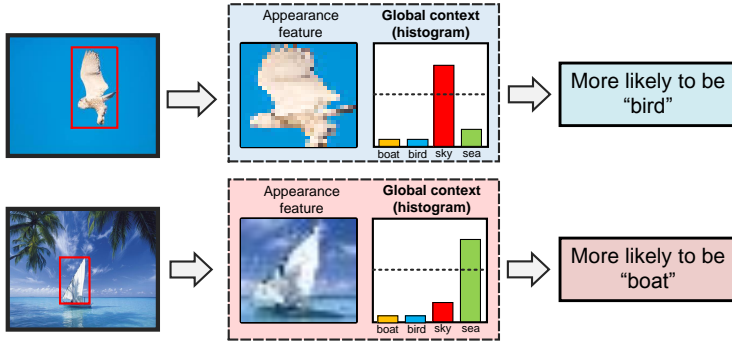 Appearance
feature
Global context
(histogram)
boat bird sky sea
More likely to be
“bird”
Appearance
feature
Global context
(histogram)
boat bird sky sea
More likely to be
“boat”